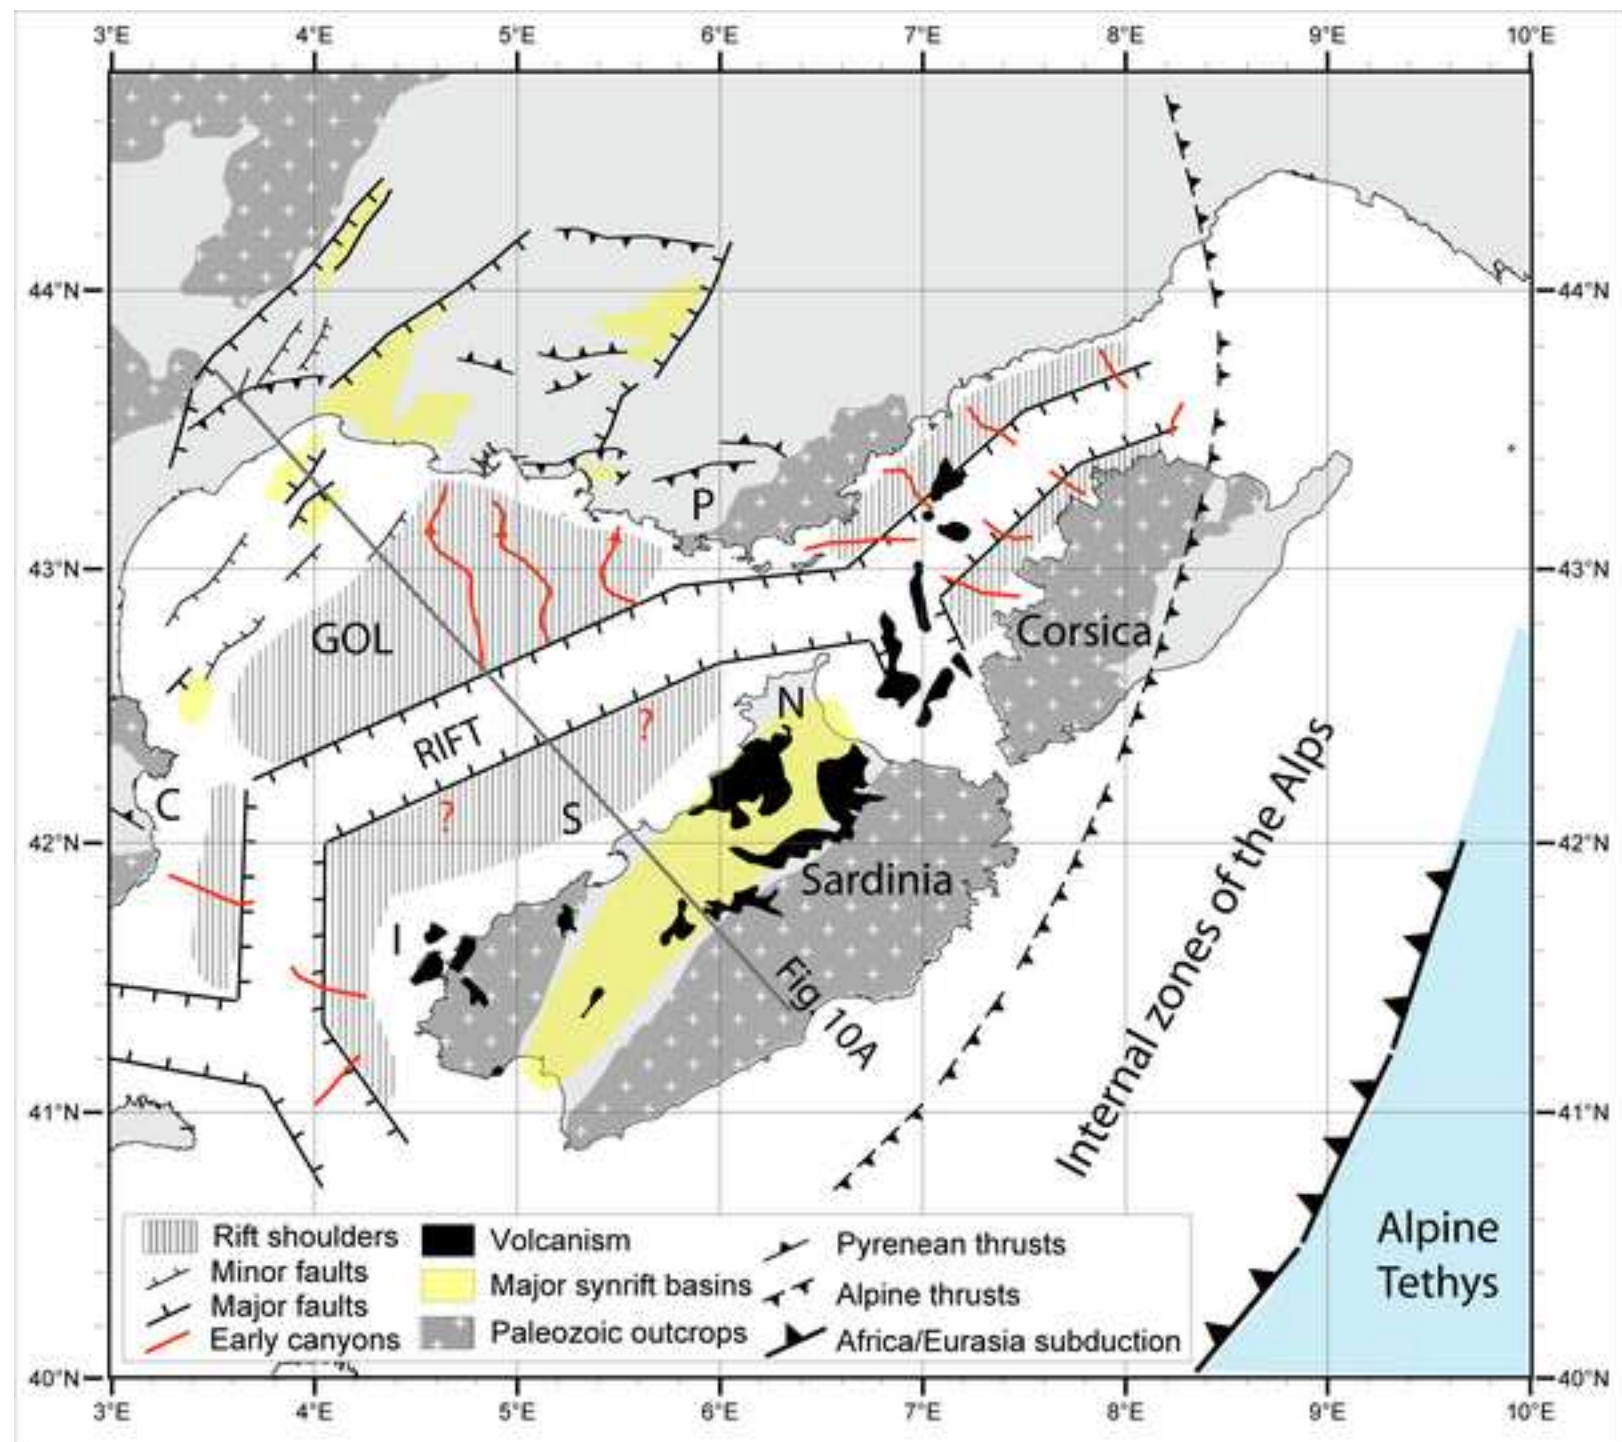 3°E 4°E 5°E 6°E 7°E 8°E 9°E 10°E
44°N 44°N
P
43°N 43°N
GOL
Corsica
N
?
RIFT
C
?
S
42°N 42°N
Sardinia
I
Internal zones of the Alps
Fig. 10A
41°N 41°N
Alpine
Tethys
Rift shoulders
Minor faults
Major faults
Early canyons
Volcanism
Major synrift basins
Paleozoic outcrops
Pyrenean thrusts
Alpine thrusts
Africa/Eurasia subduction
40°N 40°N
3°E 4°E 5°E 6°E 7°E 8°E 9°E 10°E